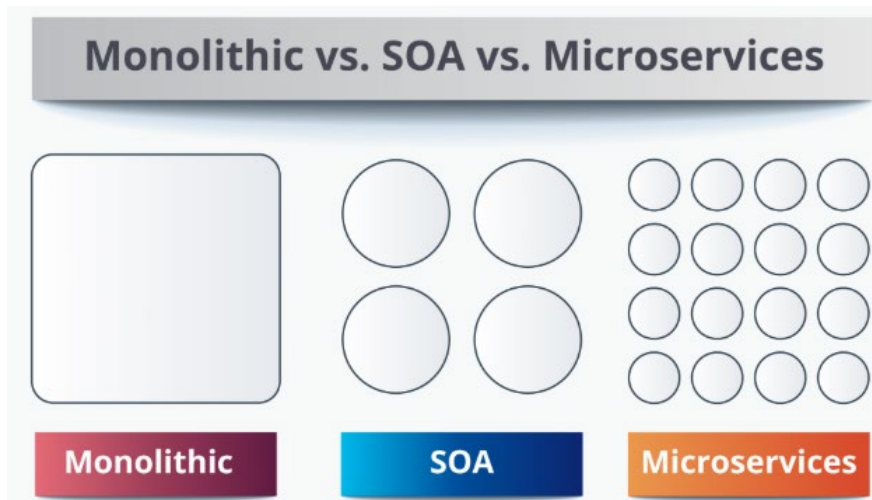 Monolithic vs. SOA vs. Microservices
Monolithic
SOA
Microservices